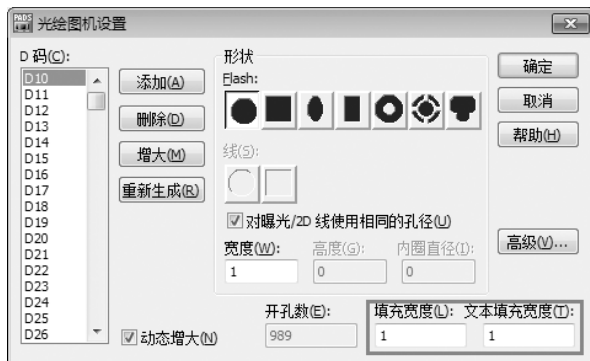 PADS
光绘图机设置
D 码(C):
D10
D11
D12
D13
D14
D15
D16
D17
D18
D19
D20
D21
D22
D23
D24
D25
D26
添加(A)
删除(D)
增大(M)
重新生成(R)
动态增大(N)
形状
Flash:
线(S):
对曝光/2D 线使用相同的孔径(U)
宽度(W): 高度(G): 内圈直径(I):
1 0 0
开孔数(E): 填充宽度(L): 文本填充宽度(T):
989 1 1
确定
取消
帮助(H)
高级(V)...